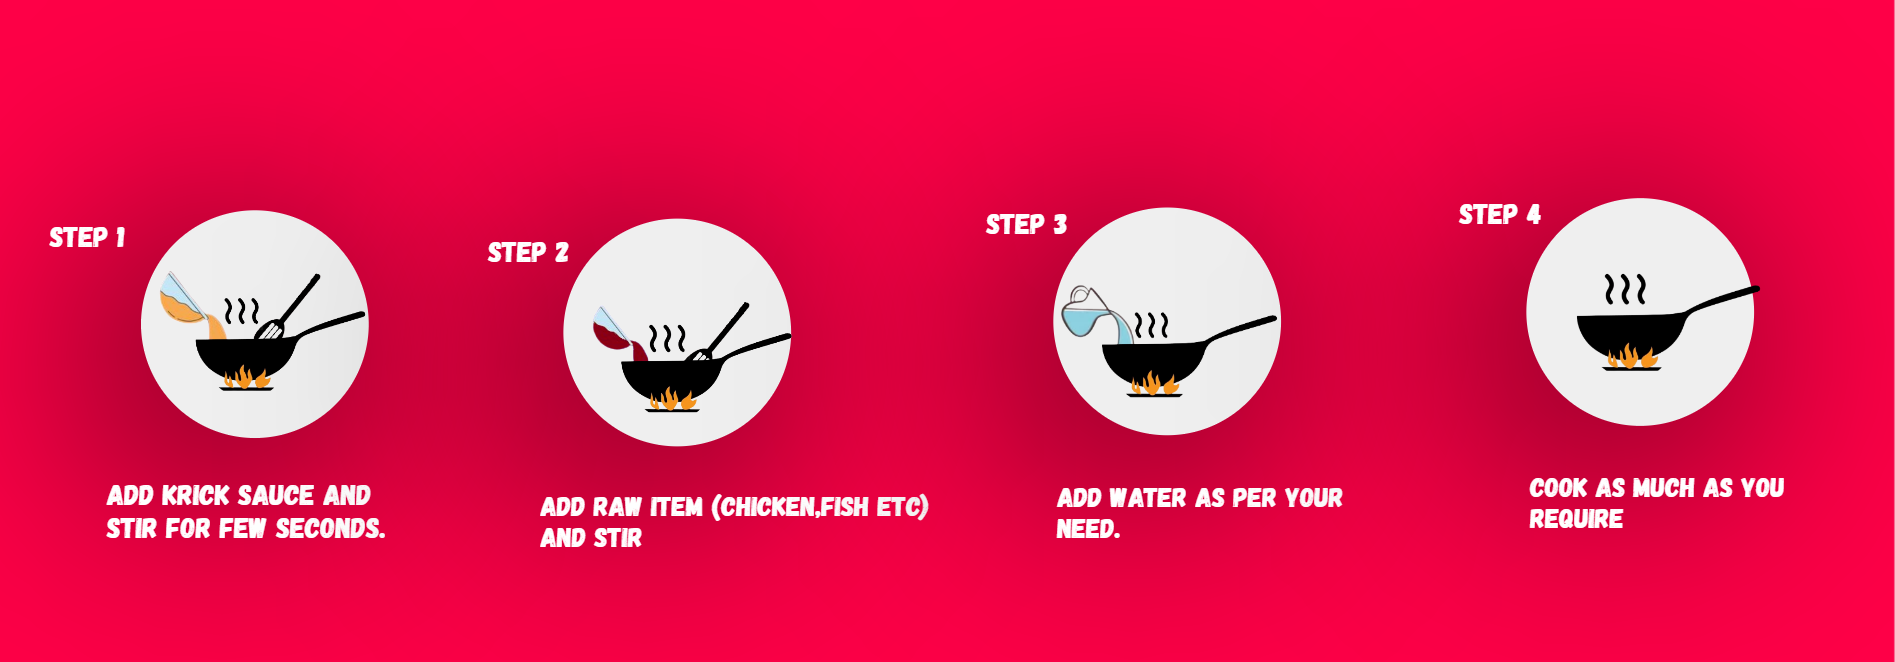 STEP 1
ADD KRICK SAUCE AND
STIR FOR FEW SECONDS.
STEP 2
ADD RAW ITEM (CHICKEN,FISH ETC)
AND STIR
STEP 3
ADD WATER AS PER YOUR
NEED.
STEP 4
COOK AS MUCH AS YOU
REQUIRE